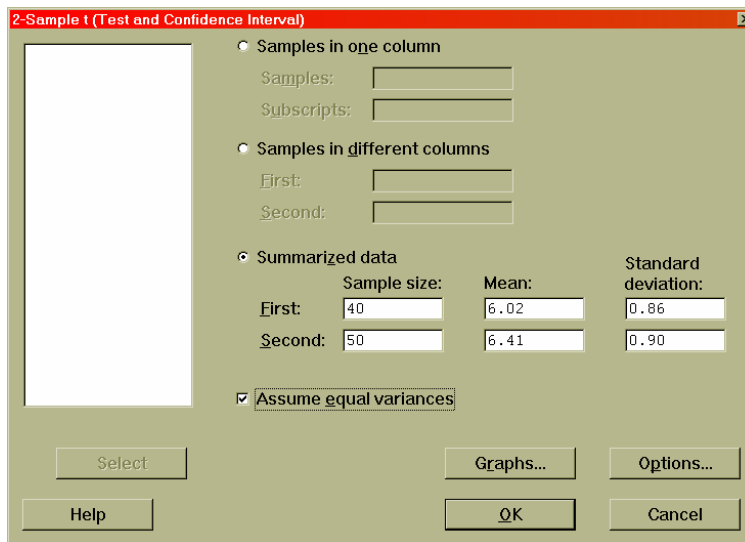 2-Sample t (Test and Confidence Interval)
Samples in one column
Samples:
Subscripts:
Samples in different columns
First:
Second:
Summarized data
Sample size: Mean: Standard deviation:
First: 40 6.02 0.86
Second: 50 6.41 0.90
Assume equal variances
Select Graphs... Options...
Help OK Cancel